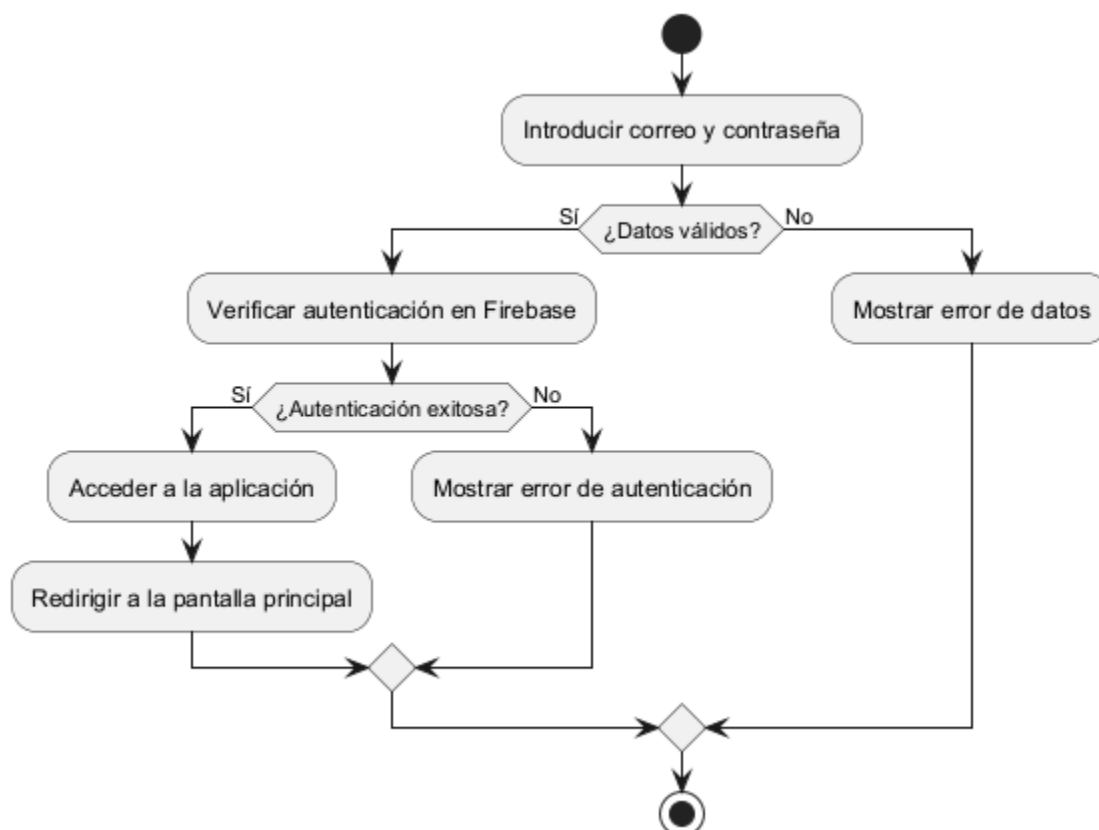 Introducir correo y contraseña
Sí
¿Datos válidos?
No
Verificar autenticación en Firebase
Mostrar error de datos
Sí
¿Autenticación exitosa?
No
Acceder a la aplicación
Mostrar error de autenticación
Redirigir a la pantalla principal